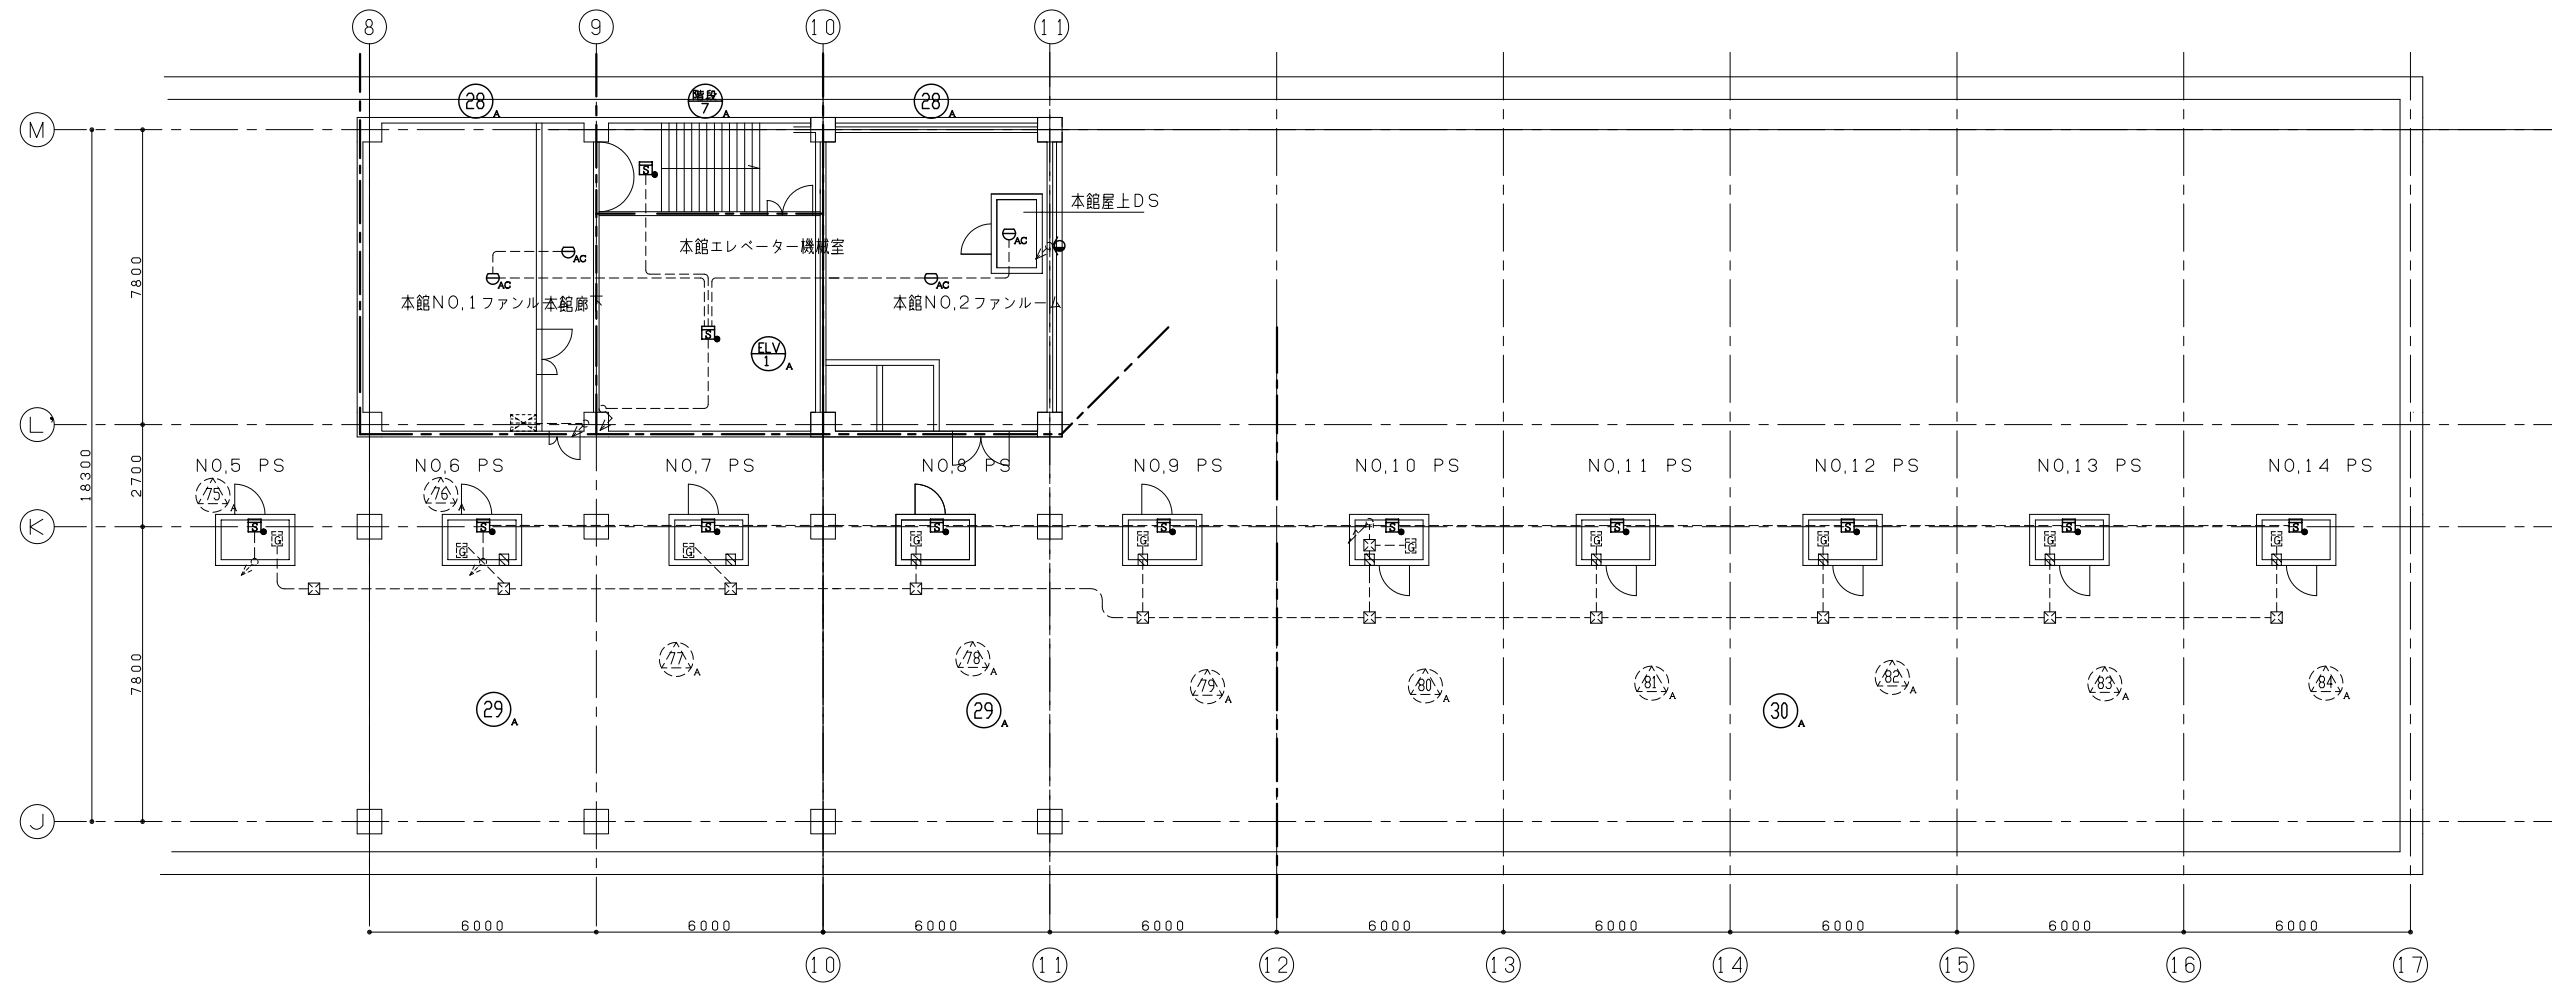 8 9 10 11
28 A 階段 7 A 28 A
M
本館屋上DS
S
本館エレベーター機械室
AC AC AC AC
本館NO,1ファンル 本館廊下 本館NO,2ファンルーム
S
ELV 1 A
7800
L'
NO,5 PS NO,6 PS NO,7 PS NO,8 PS NO,9 PS NO,10 PS NO,11 PS NO,12 PS NO,13 PS NO,14 PS
18300 2700
75 A 76 A
K
S S S S S S S S S S
G G G G G G G G G G
7800
77 A 78 A 79 A 80 A 81 A 82 A 83 A 84 A
29 A 29 A 30 A
J
6000 6000 6000 6000 6000 6000 6000 6000 6000
10 11 12 13 14 15 16 17